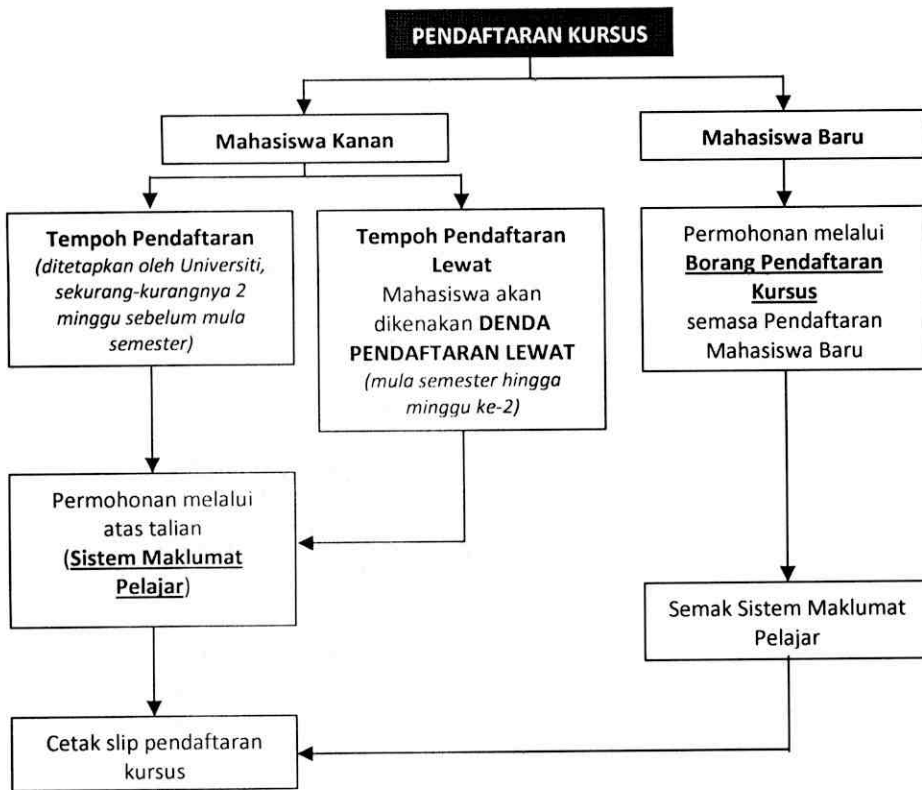 PENDAFTARAN KURSUS
Mahasiswa Kanan
Mahasiswa Baru
Tempoh Pendaftaran
(ditetapkan oleh Universiti,
sekurang-kurangnya 2
minggu sebelum mula
semester)
Tempoh Pendaftaran
Lewat
Mahasiswa akan
dikenakan DENDA
PENDAFTARAN LEWAT
(mula semester hingga
minggu ke-2)
Permohonan melalui
Borang Pendaftaran
Kursus
semasa Pendaftaran
Mahasiswa Baru
Permohonan melalui
atas talian
(Sistem Maklumat
Pelajar)
Semak Sistem Maklumat
Pelajar
Cetak slip pendaftaran
kursus